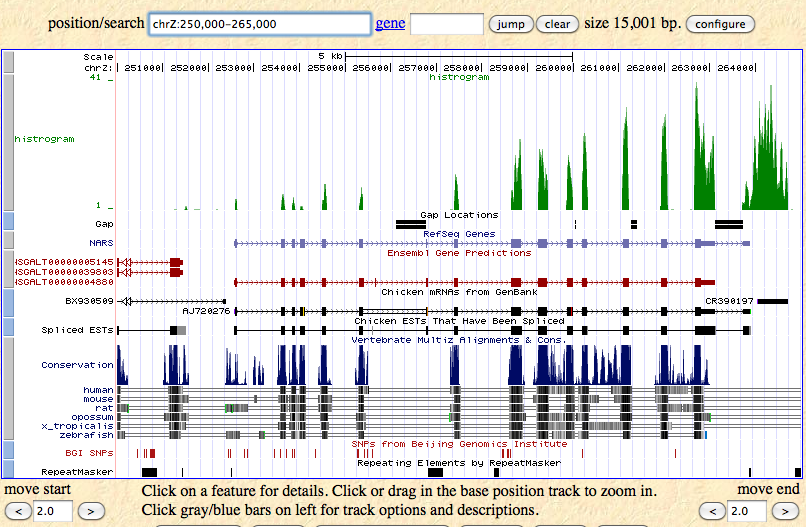 position/search chrZ:250,000-265,000 gene jump clear size 15,001 bp. configure
Scale 5 kb
chrZ: 251000 252000 253000 254000 255000 256000 257000 258000 259000 260000 261000 262000 263000 264000
41 histrogram
histrogram
1
Gap Locations
Gap
RefSeq Genes
NARS
Ensembl Gene Predictions
SGALT00000005145
SGALT00000039803
SGALT00000004880
Chicken mRNAs from GenBank
BX930509 CR390197
AJ720276
Chicken ESTs That Have Been Spliced
Spliced ESTs
Vertebrate Multiz Alignments & Cons.
Conservation
human
mouse
rat
opossum
x_tropicalis
zebrafish
SNPs from Beijing Genomics Institute
BGI SNPs
Repeating Elements by RepeatMasker
RepeatMasker
move start Click on a feature for details. Click or drag in the base position track to zoom in. move end
< 2.0 > Click gray/blue bars on left for track options and descriptions. < 2.0 >